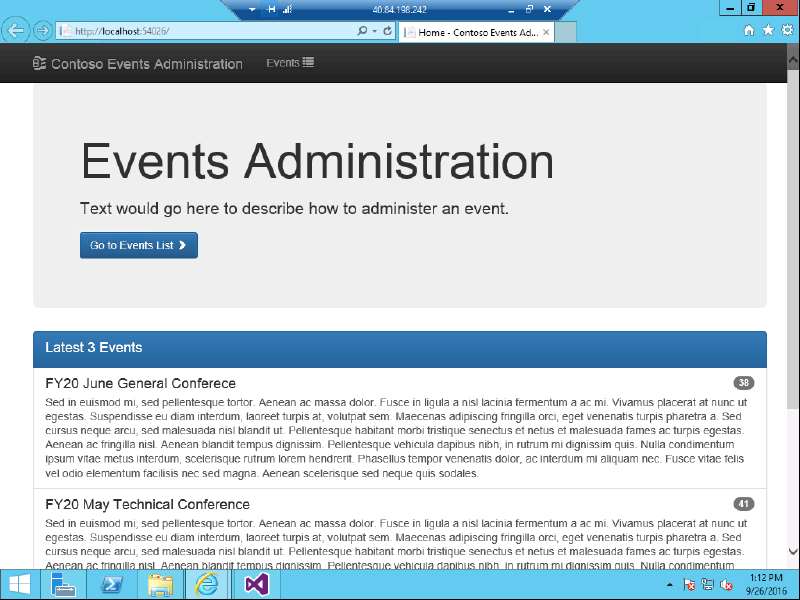 40.84.198.242
http://localhost:54026/
Home - Contoso Events Ad...
Contoso Events Administration
Events
Events Administration
Text would go here to describe how to administer an event.
Go to Events List
Latest 3 Events
FY20 June General Conferece
38
Sed in euismod mi, sed pellentesque tortor. Aenean ac massa dolor. Fusce in ligula a nisl lacinia fermentum a ac mi. Vivamus placerat at nunc ut
egestas. Suspendisse eu diam interdum, laoreet turpis at, volutpat sem. Maecenas adipiscing fringilla orci, eget venenatis turpis pharetra a. Sed
cursus neque arcu, sed malesuada nisl blandit ut. Pellentesque habitant morbi tristique senectus et netus et malesuada fames ac turpis egestas.
Aenean ac fringilla nisl. Aenean blandit tempus dignissim. Pellentesque vehicula dapibus nibh, in rutrum mi dignissim quis. Nulla condimentum
ipsum vitae metus interdum, scelerisque rutrum lorem hendrerit. Phasellus tempor venenatis dolor, ac interdum mi aliquam nec. Fusce vitae felis
vel odio elementum facilisis nec sed magna. Aenean scelerisque sed neque quis sodales.
FY20 May Technical Conference
41
Sed in euismod mi, sed pellentesque tortor. Aenean ac massa dolor. Fusce in ligula a nisl lacinia fermentum a ac mi. Vivamus placerat at nunc ut
egestas. Suspendisse eu diam interdum, laoreet turpis at, volutpat sem. Maecenas adipiscing fringilla orci, eget venenatis turpis pharetra a. Sed
cursus neque arcu, sed malesuada nisl blandit ut. Pellentesque habitant morbi tristique senectus et netus et malesuada fames ac turpis egestas.
Aenean ac fringilla nisl. Aenean blandit tempus dignissim. Pellentesque vehicula dapibus nibh, in rutrum mi dignissim quis. Nulla condimentum
1:12 PM
9/26/2016